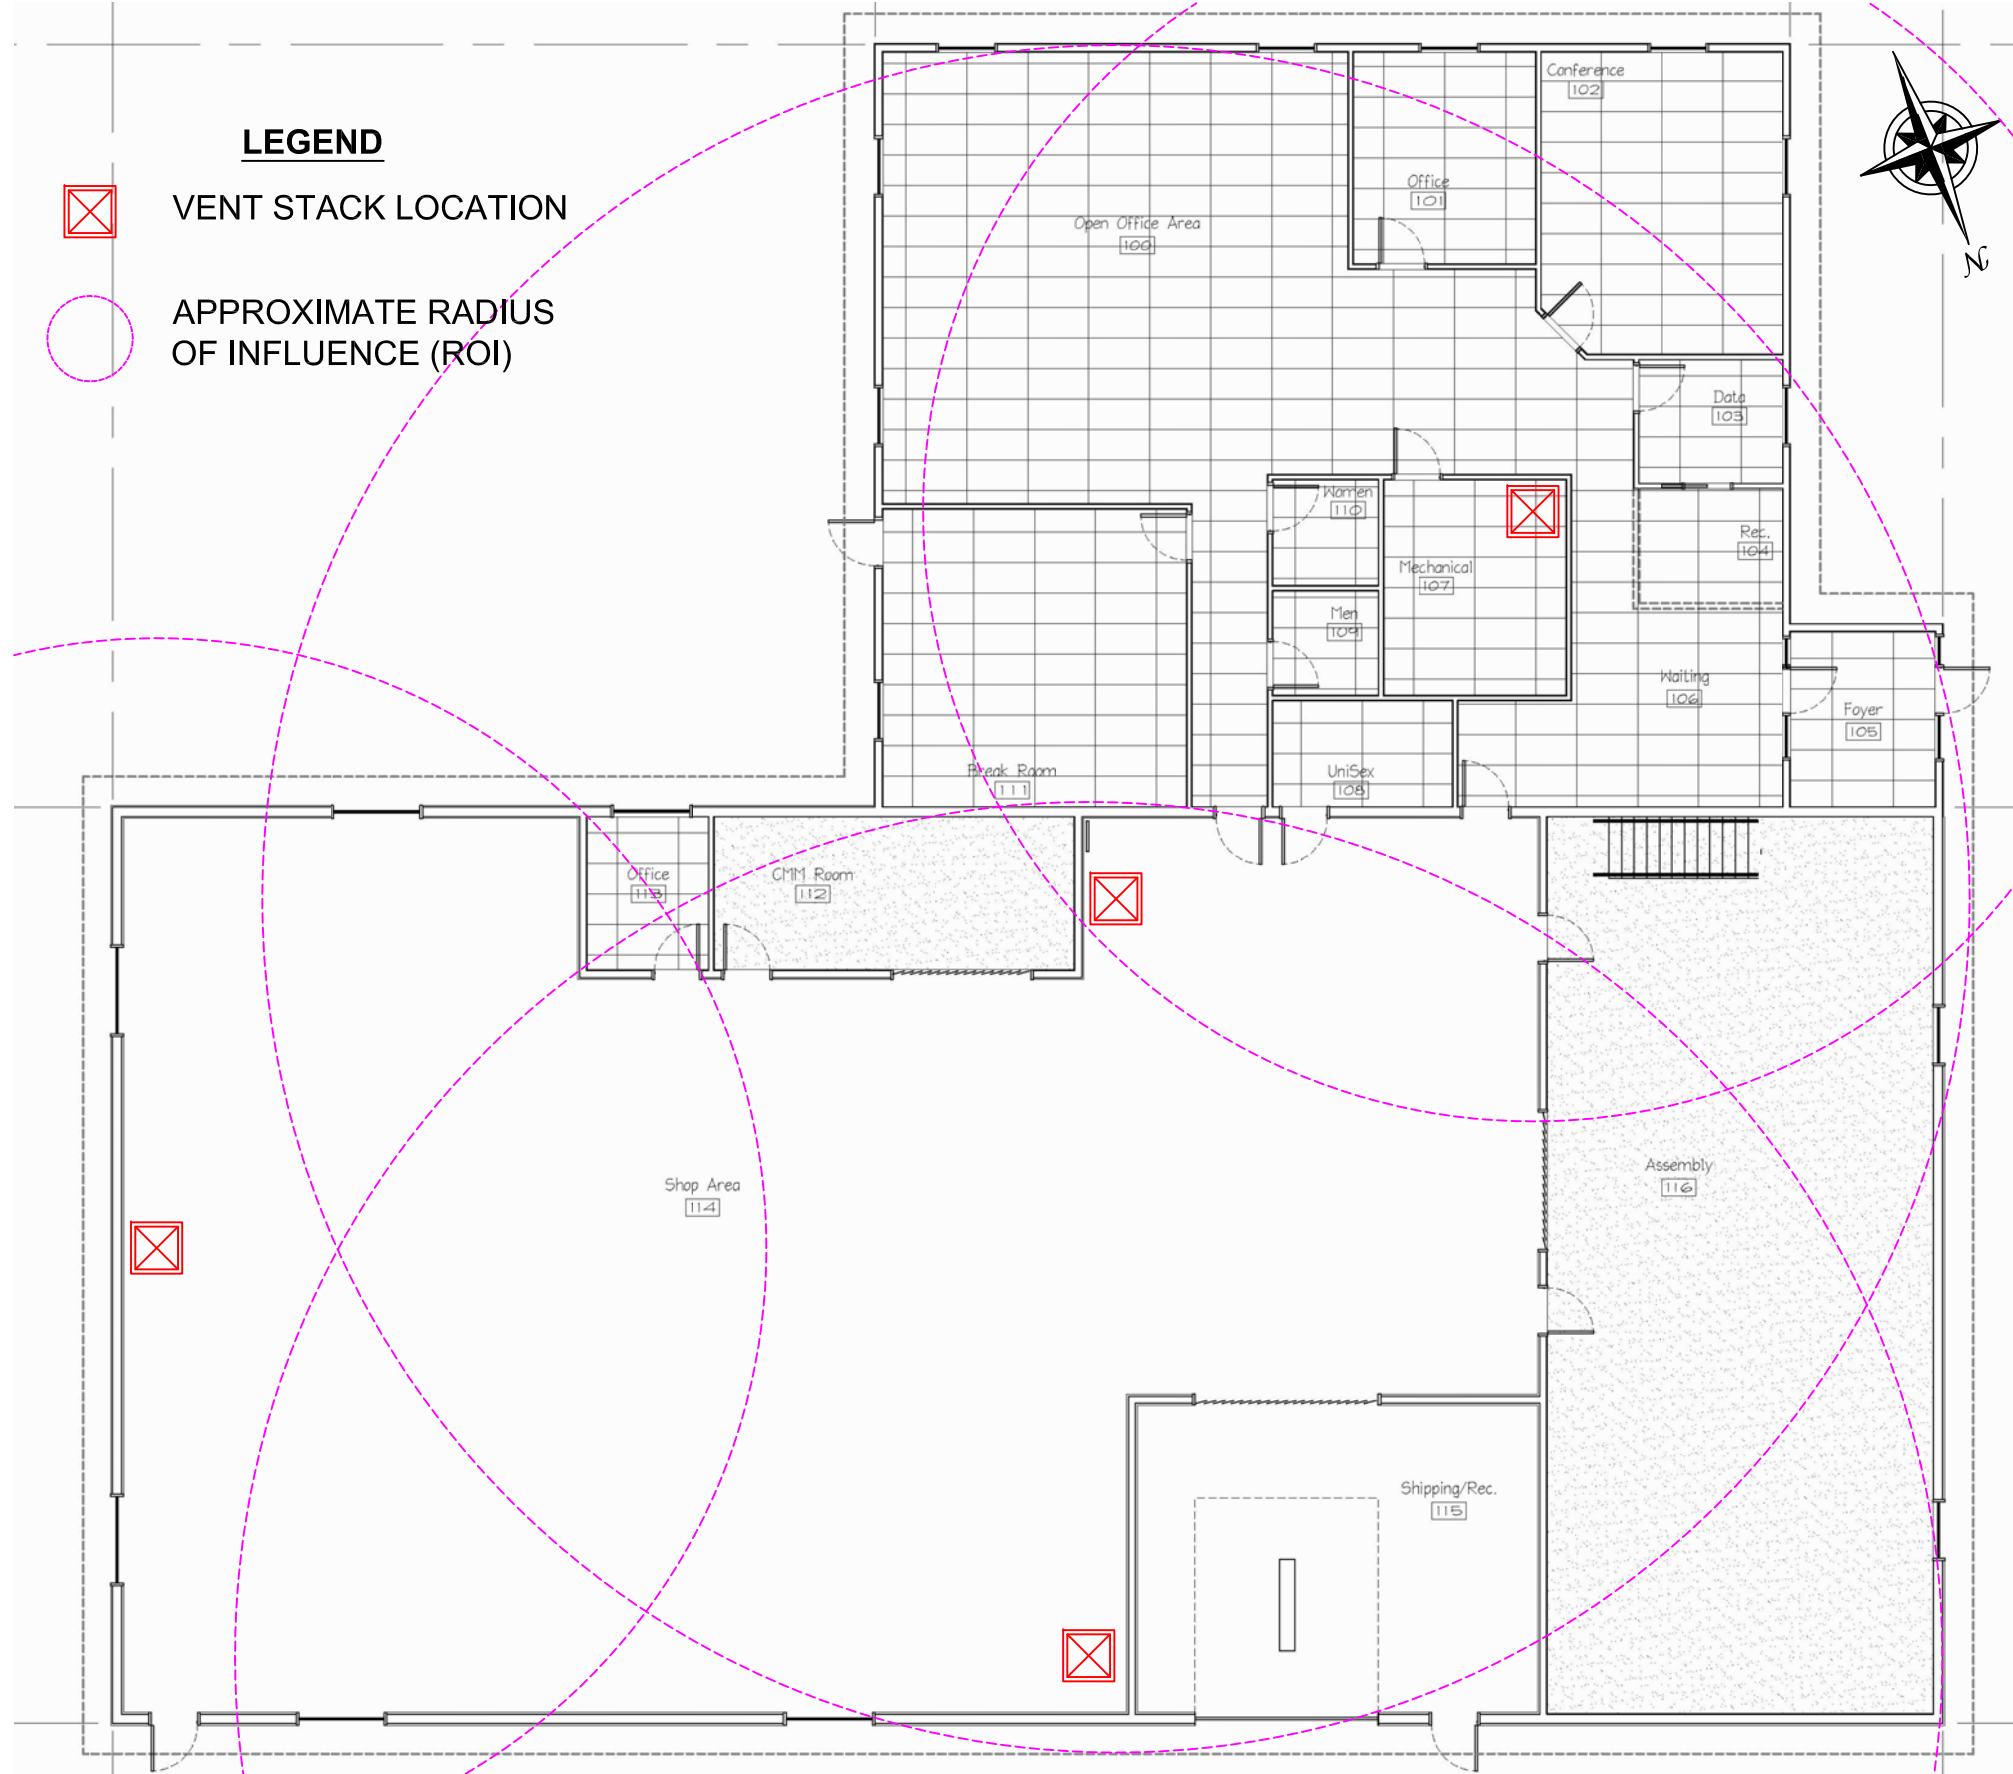 LEGEND
VENT STACK LOCATION
APPROXIMATE RADIUS
OF INFLUENCE (ROI)
N
Conference
102
Office
101
Open Office Area
100
Data
103
Women
110
Rec.
104
Mechanical
107
Men
109
Waiting
106
Foyer
105
Break Room
111
UniSex
108
Office
113
CMM Room
112
Shop Area
114
Assembly
116
Shipping/Rec.
115